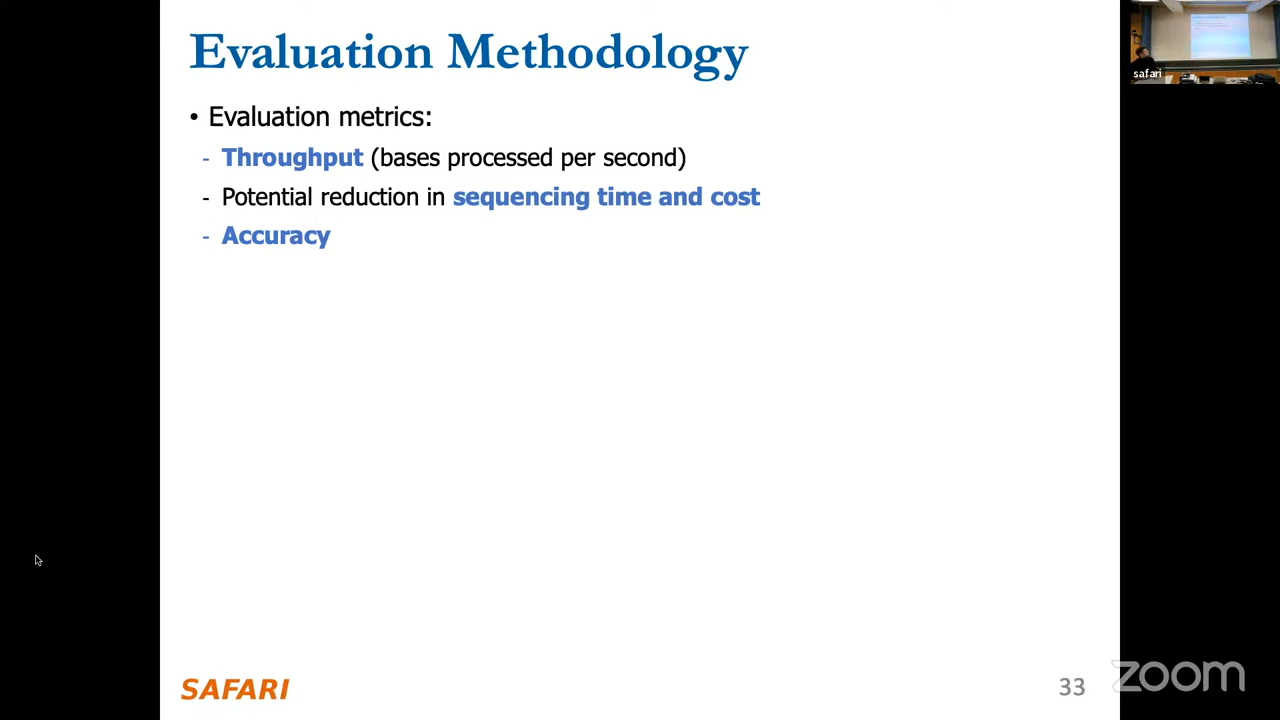 Evaluation Methodology
• Evaluation metrics:
- Throughput (bases processed per second)
- Potential reduction in sequencing time and cost
- Accuracy
SAFARI
33
zoom
safari